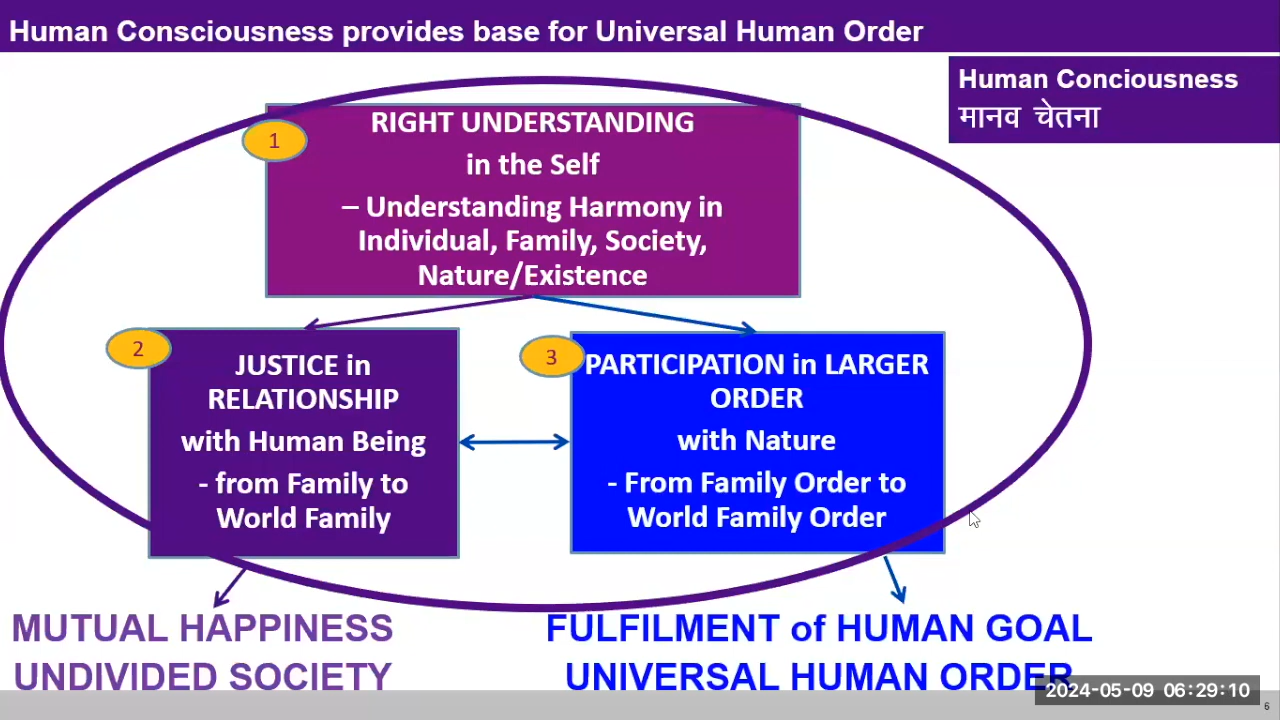 Human Consciousness provides base for Universal Human Order
Human Conciousness
मानव चेतना
1
RIGHT UNDERSTANDING
in the Self
– Understanding Harmony in
Individual, Family, Society,
Nature/Existence
2
JUSTICE in
RELATIONSHIP
with Human Being
- from Family to
World Family
3
PARTICIPATION in LARGER
ORDER
with Nature
- From Family Order to
World Family Order
MUTUAL HAPPINESS
UNDIVIDED SOCIETY
FULFILMENT of HUMAN GOAL
UNIVERSAL HUMAN ORDER
2024-05-09 06:29:10
6